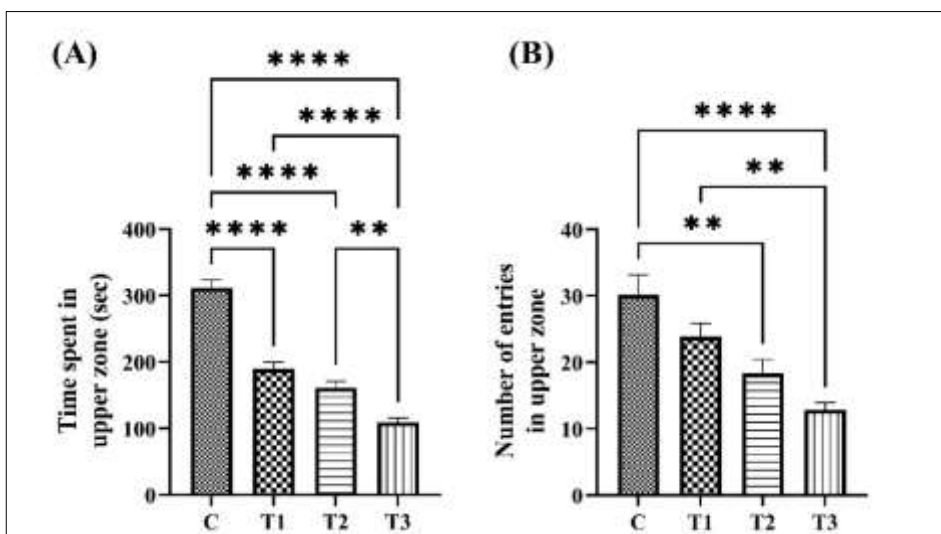 (A)
****
****
****
****
**
Time spent in
upper zone (sec)
400
300
200
100
0
C
T1
T2
T3
(B)
****
**
**
Number of entries
in upper zone
40
30
20
10
0
C
T1
T2
T3